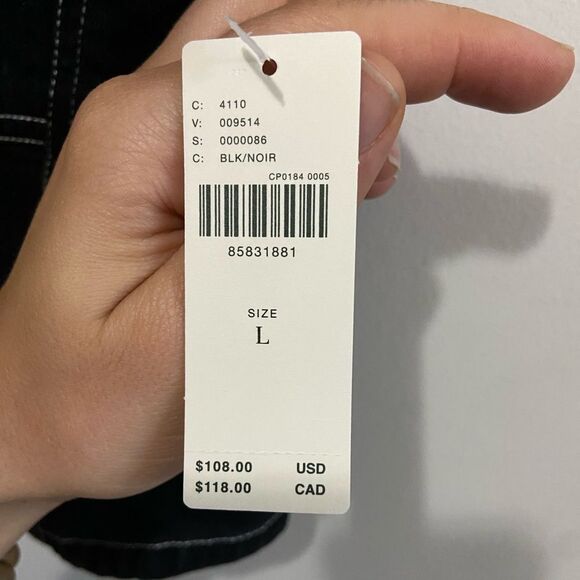 C: 4110
V: 009514
S: 0000086
C: BLK/NOIR
CP0184 0005
85831881
SIZE
L
$108.00 USD
$118.00 CAD